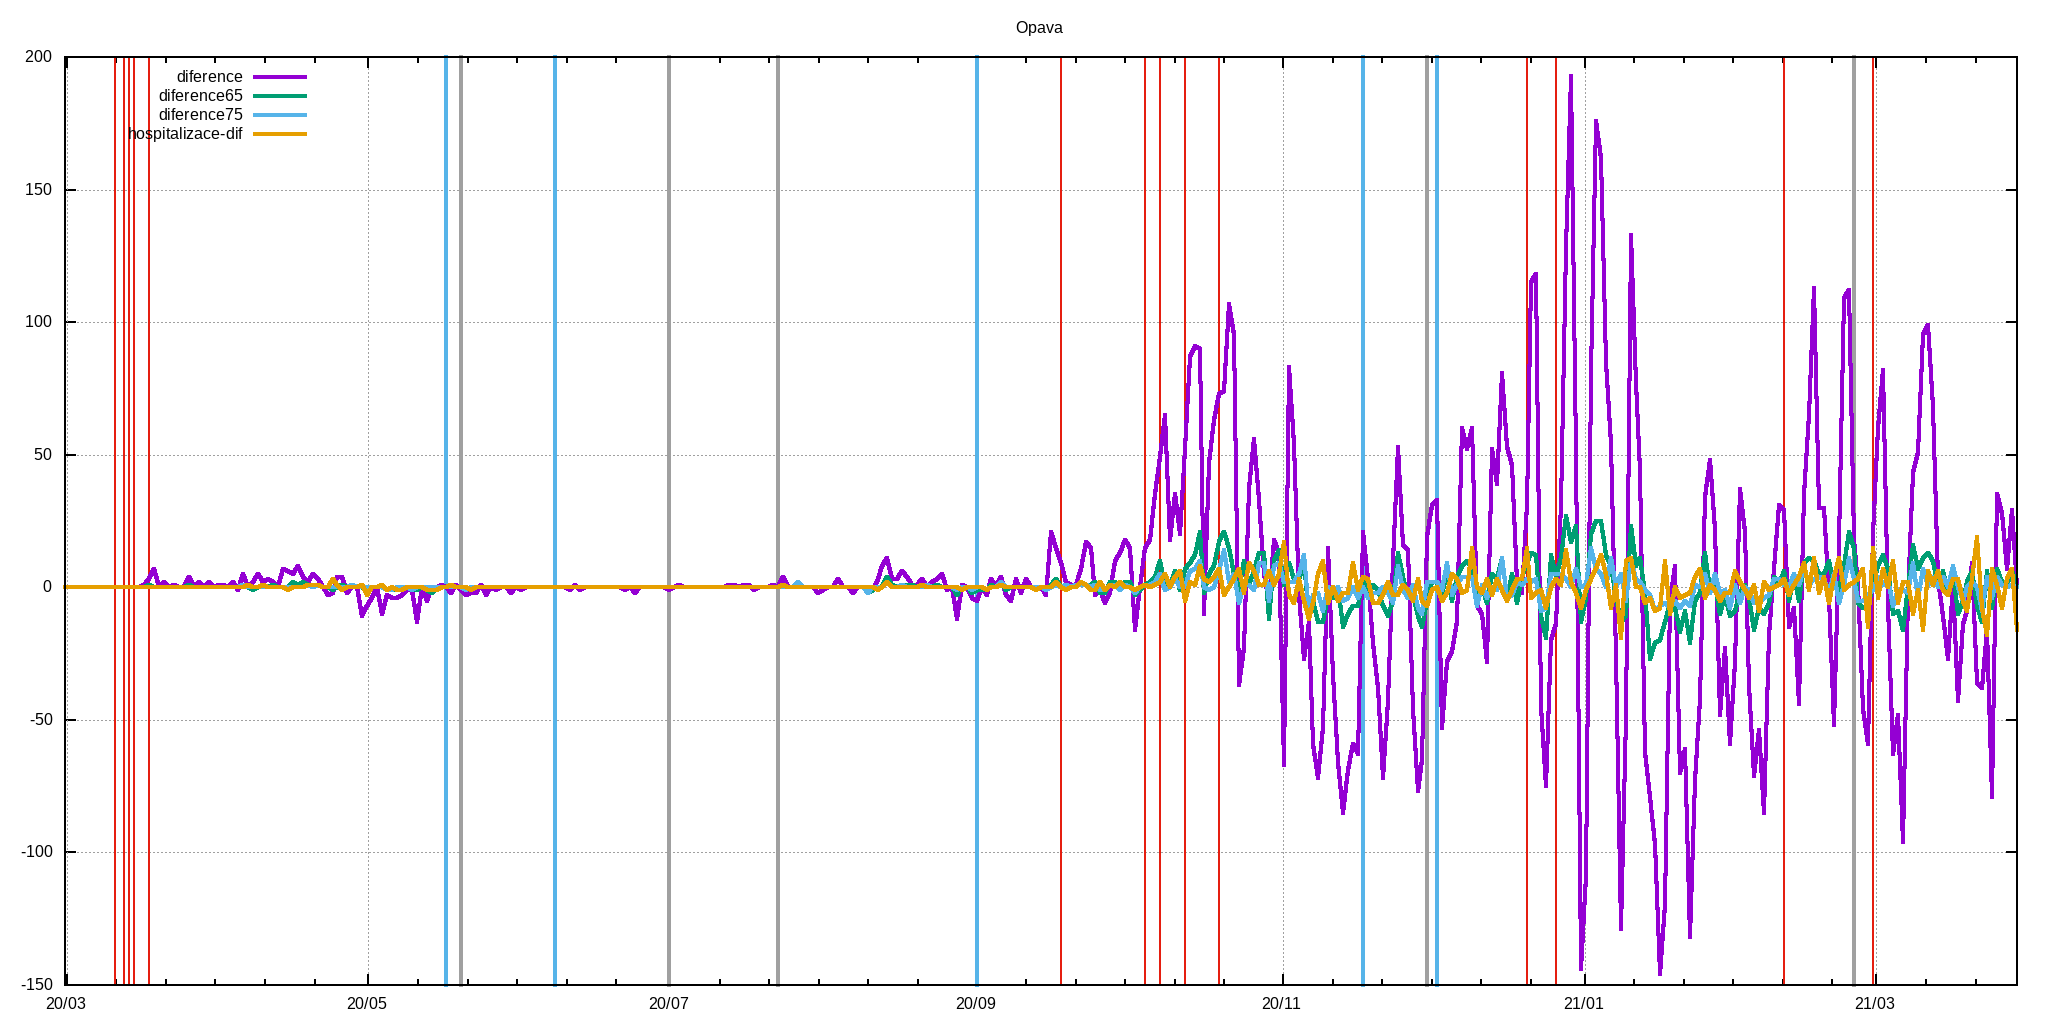 Opava
200
150
100
50
0
-50
-100
-150
diference
diference65
diference75
hospitalizace-dif
20/03 20/05 20/07 20/09 20/11 21/01 21/03